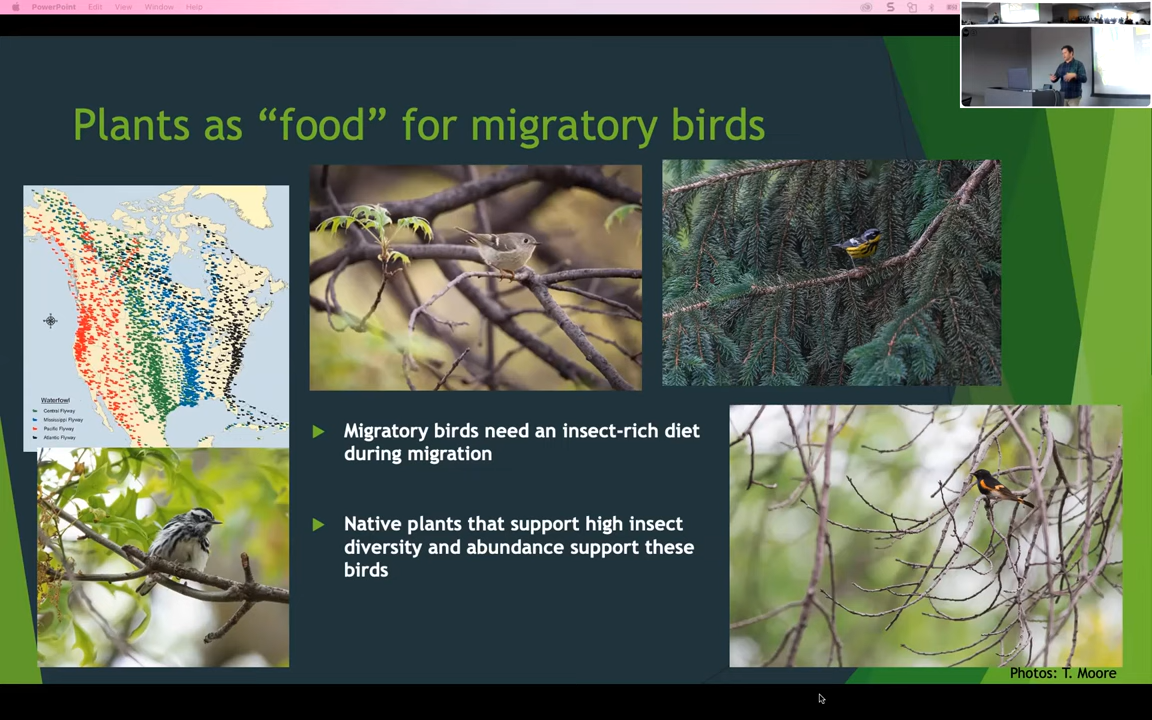 PowerPoint Edit View Window Help
Plants as “food” for migratory birds
Waterfowl
Central Flyway
Mississippi Flyway
Pacific Flyway
Atlantic Flyway
Migratory birds need an insect-rich diet
during migration
Native plants that support high insect
diversity and abundance support these
birds
Photos: T. Moore